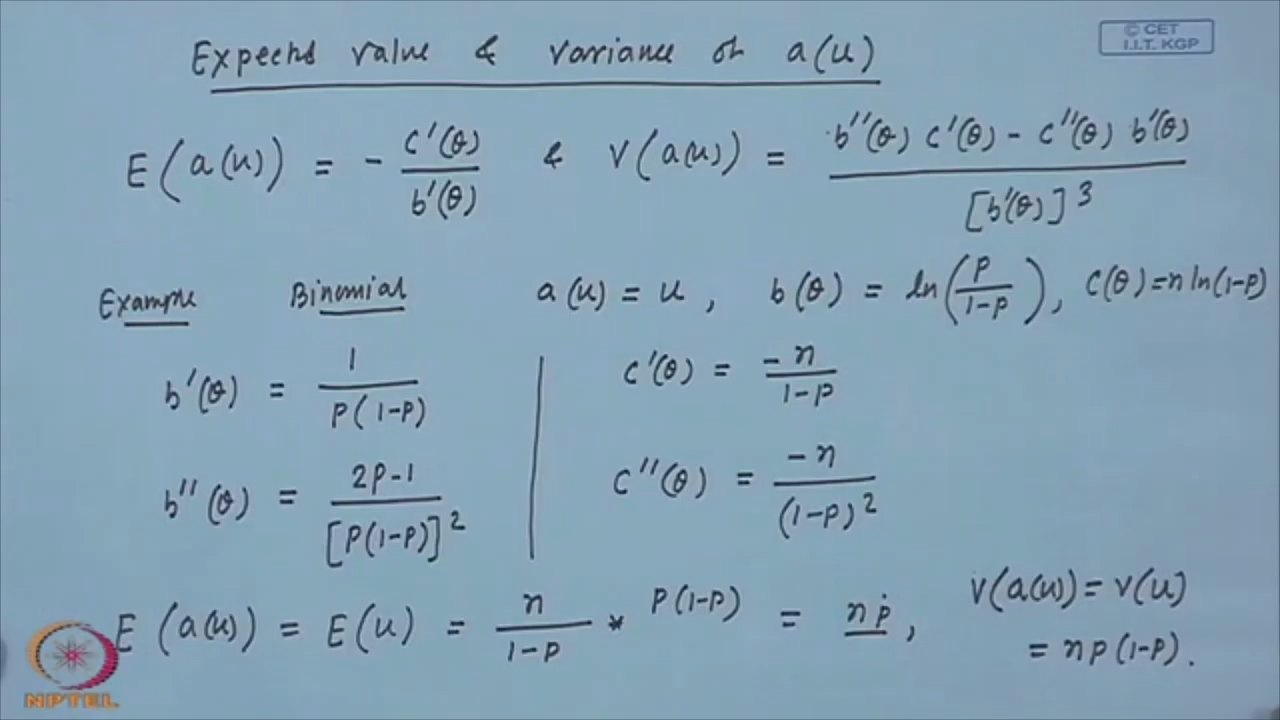 Expected value & variance of a(u)
© CET
I.I.T. KGP
E(a(u)) = - c'(θ)/b'(θ) & V(a(u)) = b''(θ) c'(θ) - c''(θ) b'(θ) / [b'(θ)]^3
Example Binomial a(u) = u, b(θ) = ln(p/1-p), c(θ)=n ln(1-p)
b'(θ) = 1/p(1-p)
c'(θ) = -n/1-p
b''(θ) = 2p-1/[p(1-p)]^2
c''(θ) = -n/(1-p)^2
E(a(u)) = E(u) = n/1-p * p(1-p) = np,
V(a(u)) = V(u)
= np(1-p).
NPTEL